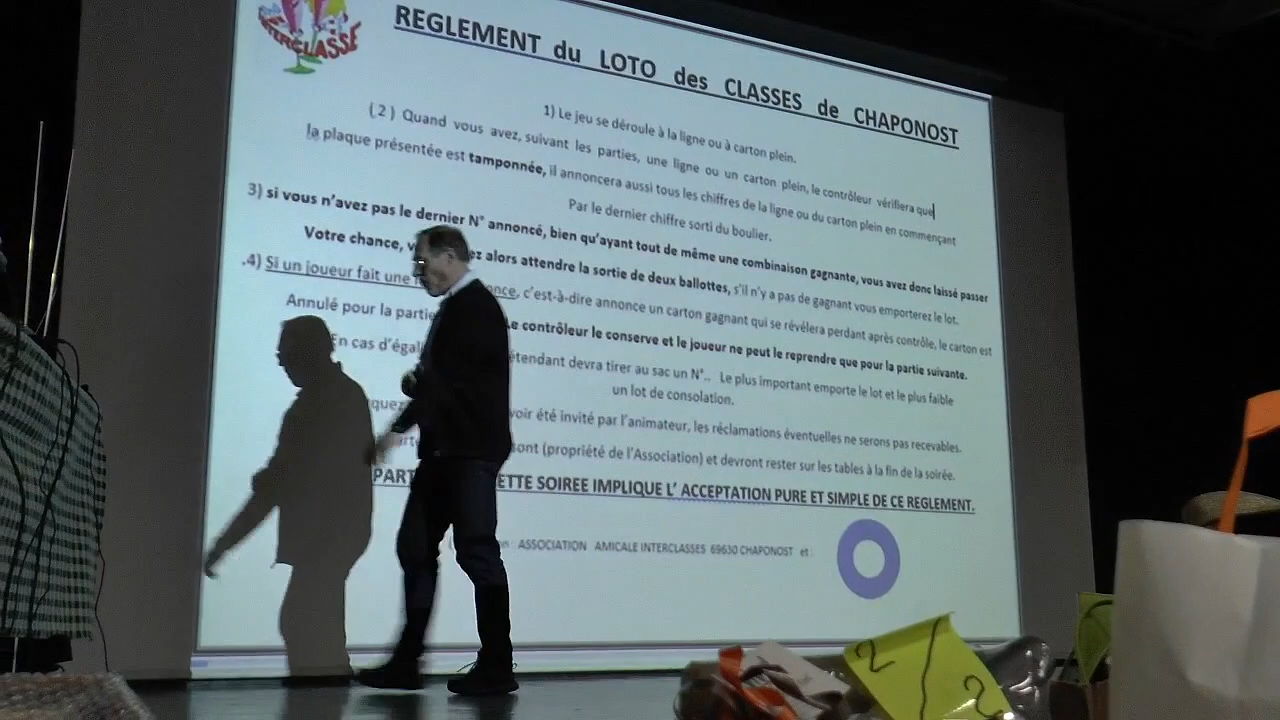 INTERCLASSE
REGLEMENT du LOTO des CLASSES de CHAPONOST
1) Le jeu se déroule à la ligne ou à carton plein.
(.2 ) Quand vous avez, suivant les parties, une ligne ou un carton plein, le contrôleur vérifiera que
la plaque présentée est tamponnée, il annoncera aussi tous les chiffres de la ligne ou du carton plein en commençant
Par le dernier chiffre sorti du boulier.
3) si vous n'avez pas le dernier N° annoncé, bien qu'ayant tout de même une combinaison gagnante, vous avez donc laissé passer
Votre chance, alors attendre la sortie de deux ballottes, s'il n'y a pas de gagnant vous emporterez le lot.
.4) Si un joueur fait une c'est-à-dire annonce un carton gagnant qui se révélera perdant après contrôle, le carton est
Annulé pour la partie Le contrôleur le conserve et le joueur ne peut le reprendre que pour la partie suivante.
En cas d' devra tirer au sac un N°.. Le plus important emporte le lot et le plus faible
un lot de consolation.
été invité par l'animateur, les réclamations éventuelles ne serons pas recevables.
sont (propriété de l'Association) et devront rester sur les tables à la fin de la soirée.
SOIREE IMPLIQUE L' ACCEPTATION PURE ET SIMPLE DE CE REGLEMENT.
ASSOCIATION AMICALE INTERCLASSES 69630 CHAPONOST et
2/2